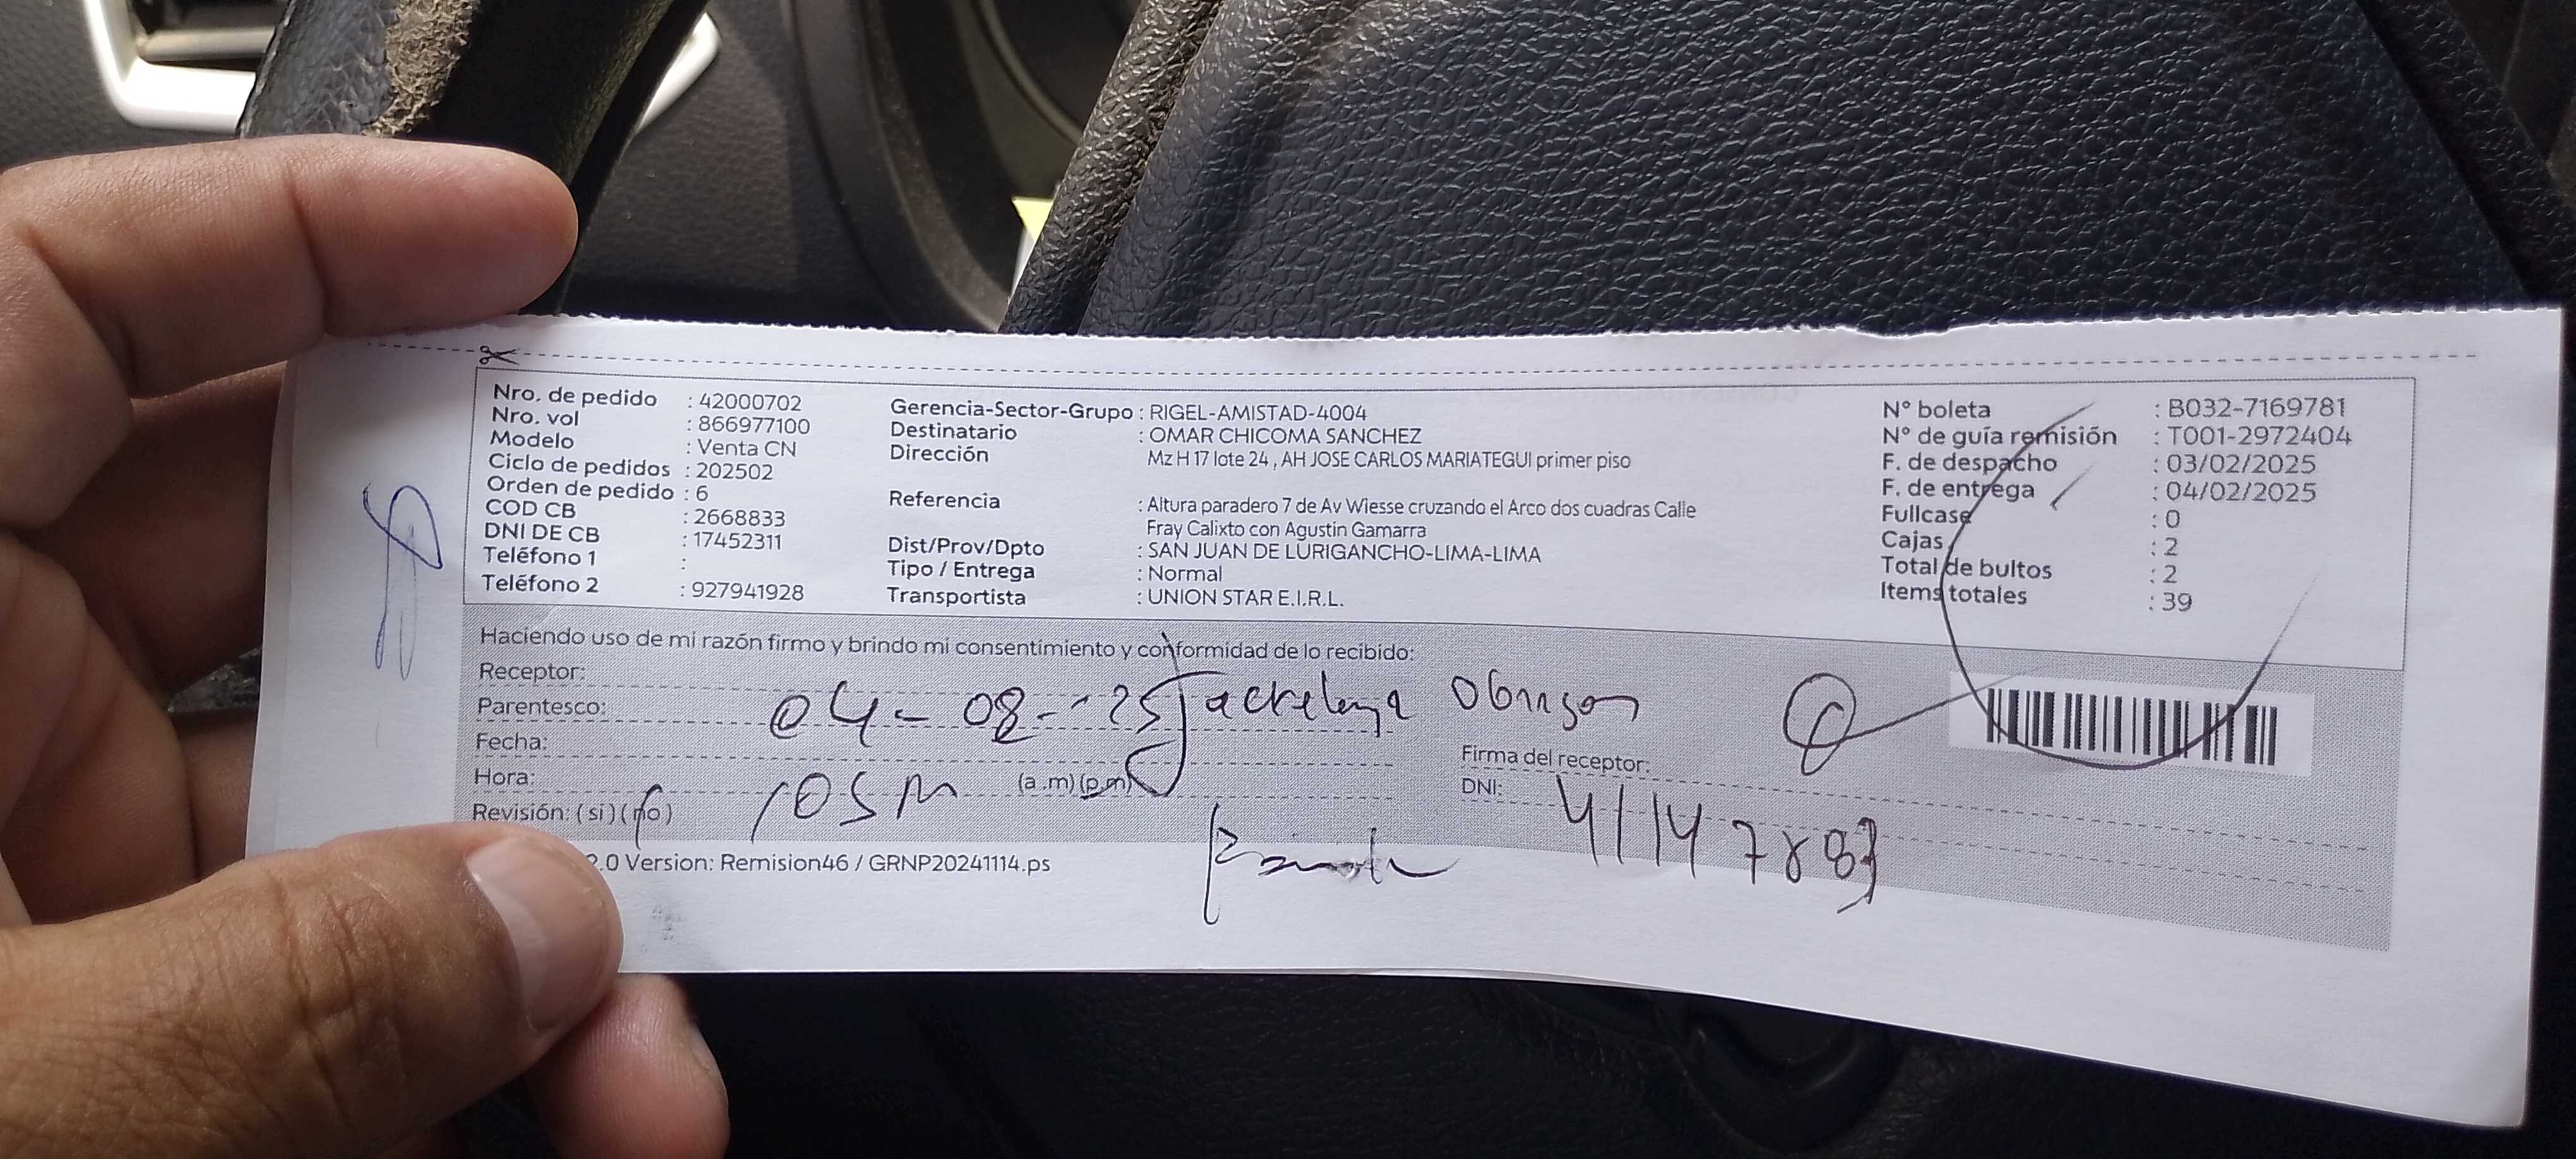 Nro. de pedido : 42000702
Nro. vol : 866977100
Modelo : Venta CN
Ciclo de pedidos : 202502
Orden de pedido : 6
COD CB : 2668833
DNI DE CB : 17452311
Teléfono 1 :
Teléfono 2 : 927941928
Gerencia-Sector-Grupo : RIGEL-AMISTAD-4004
Destinatario : OMAR CHICOMA SANCHEZ
Dirección Mz H 17 lote 24 , AH JOSE CARLOS MARIATEGUI primer piso
Referencia : Altura paradero 7 de Av Wiesse cruzando el Arco dos cuadras Calle
Fray Calixto con Agustin Gamarra
Dist/Prov/Dpto : SAN JUAN DE LURIGANCHO-LIMA-LIMA
Tipo / Entrega : Normal
Transportista : UNION STAR E.I.R.L.
N° boleta : B032-7169781
N° de guía remisión : T001-2972404
F. de despacho : 03/02/2025
F. de entrega : 04/02/2025
Fullcase : 0
Cajas : 2
Total de bultos : 2
Items totales : 39
Haciendo uso de mi razón firmo y brindo mi consentimiento y conformidad de lo recibido:
Receptor:
Parentesco: 04-08-25
Fecha:
Hora: (a.m)(p.m)
Revisión: (si)(no)
Firma del receptor:
DNI:
2.0 Version: Remision46 / GRNP20241114.ps